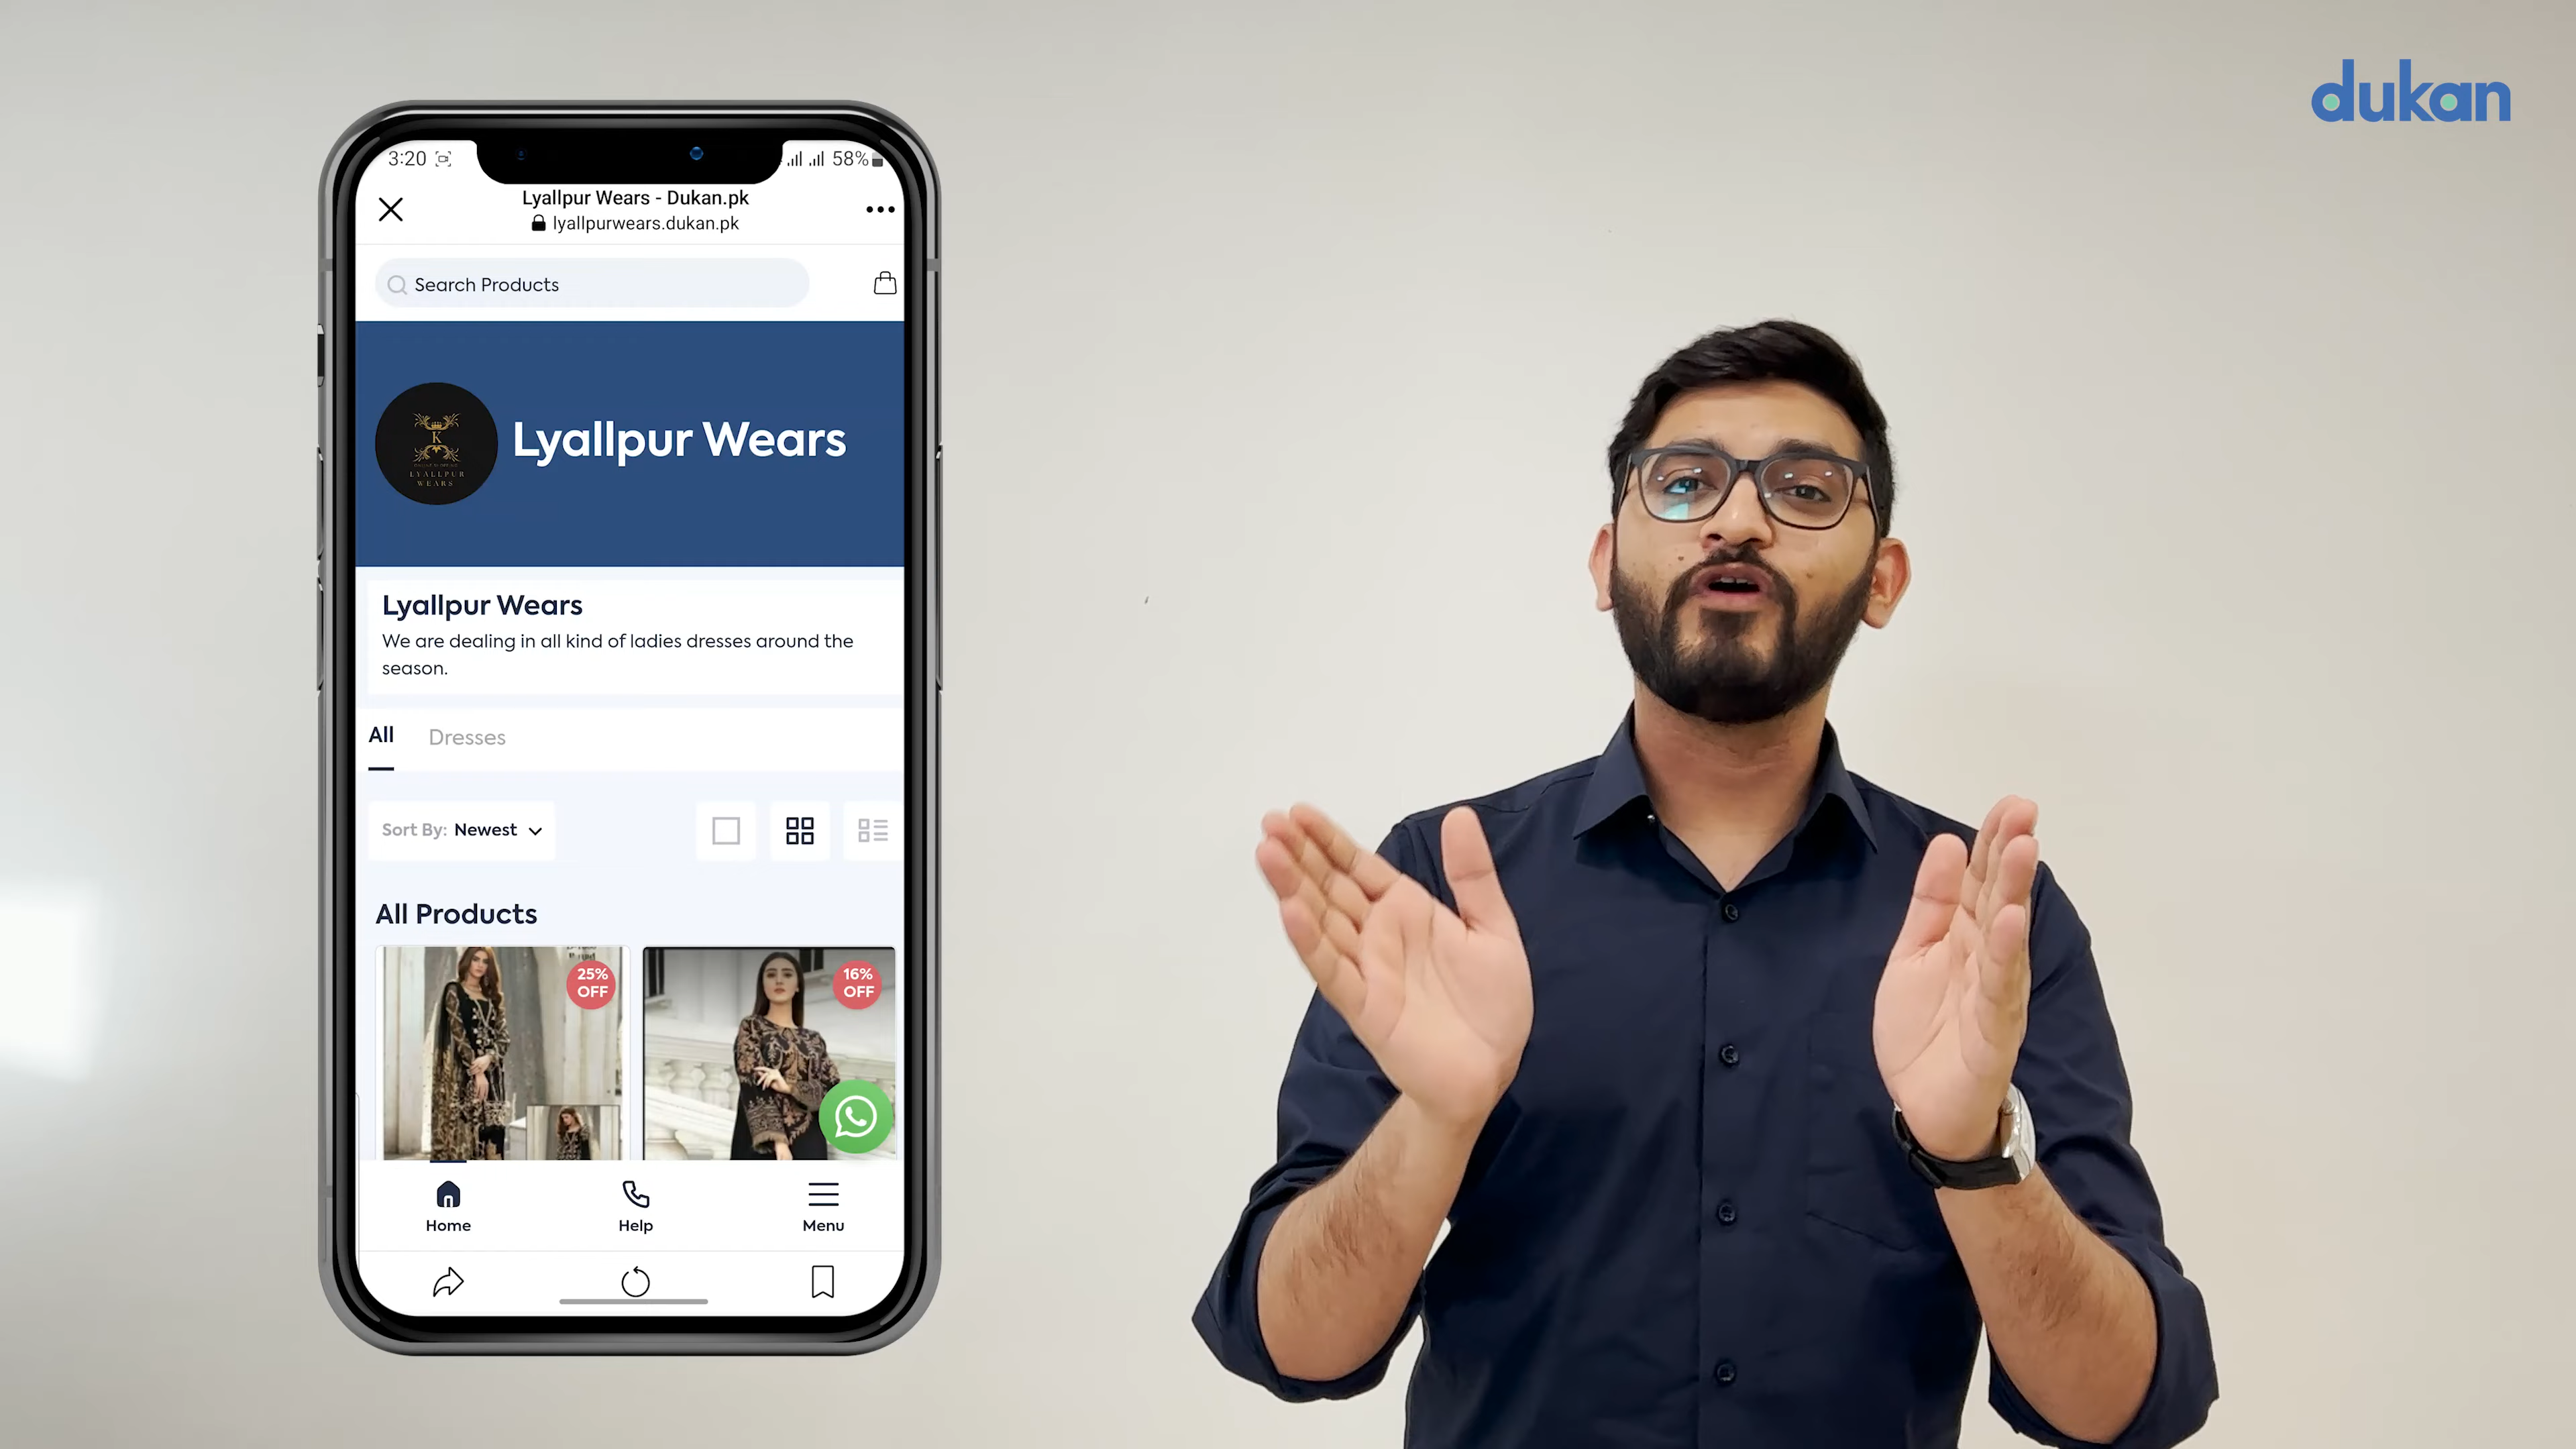 dukan
3:20
58%
Lyallpur Wears - Dukan.pk
lyallpurwears.dukan.pk
Search Products
K
LYALLPUR
WEARS
Lyallpur Wears
Lyallpur Wears
We are dealing in all kind of ladies dresses around the
season.
All Dresses
Sort By: Newest
All Products
25%
OFF
16%
OFF
Home Help Menu